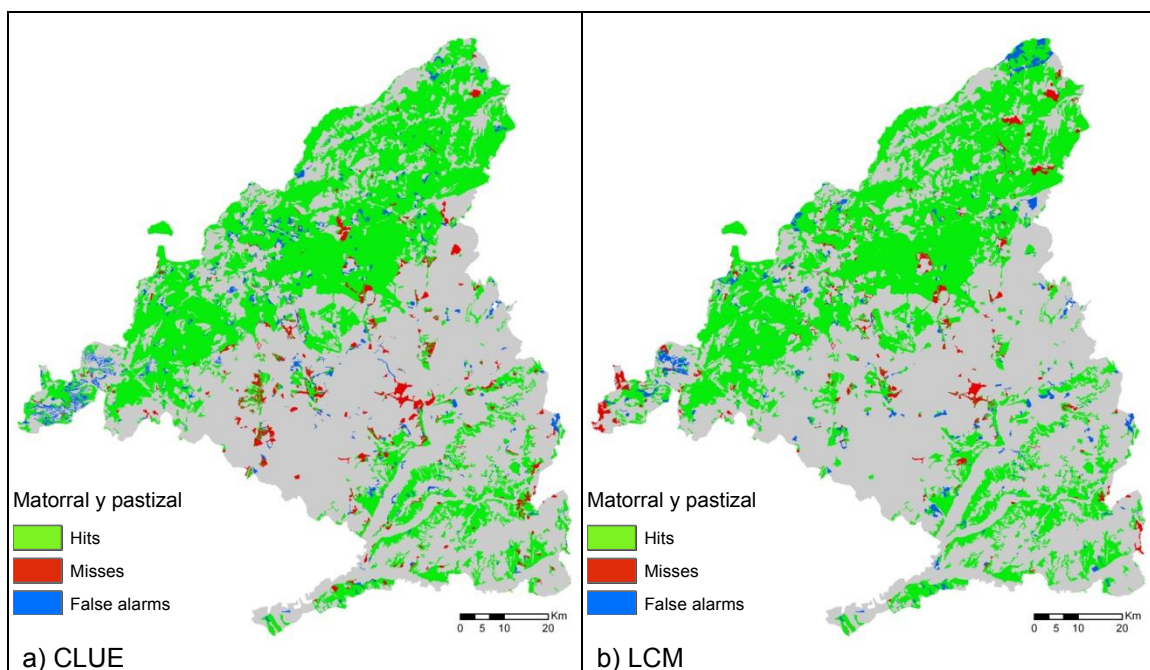 Matorral y pastizal
Hits
Misses
False alarms
Km
0 5 10 20
a) CLUE
Matorral y pastizal
Hits
Misses
False alarms
Km
0 5 10 20
b) LCM